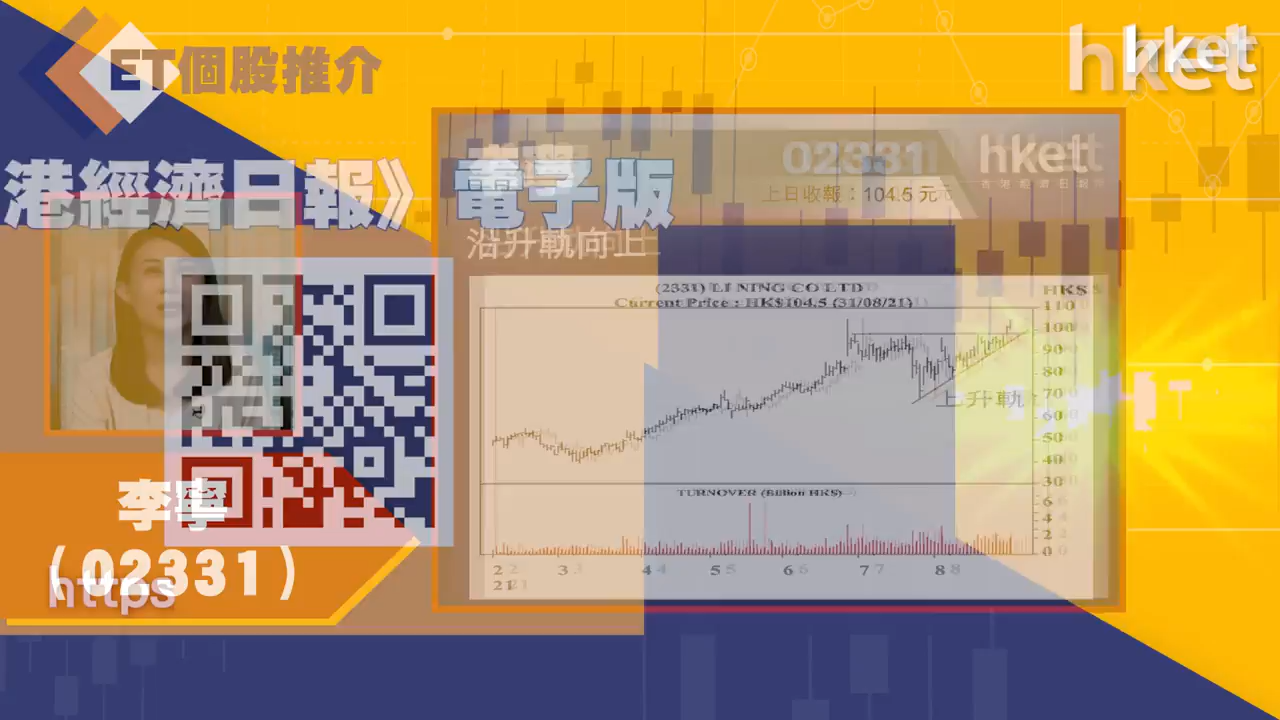 ET個股推介
hket
港經濟日報》 電子版
02331
hket
上日收報：104.5 元
沿升軌向上
(2331) LI NING CO LTD
Current Price : HK$104.5 (31/08/21)
HK$
110
100
90
80
70
60
50
40
30
上升軌
TURNOVER (Billion HK$)
6
4
2
0
2 3 4 5 6 7 8
21
李寧
（02331）
https